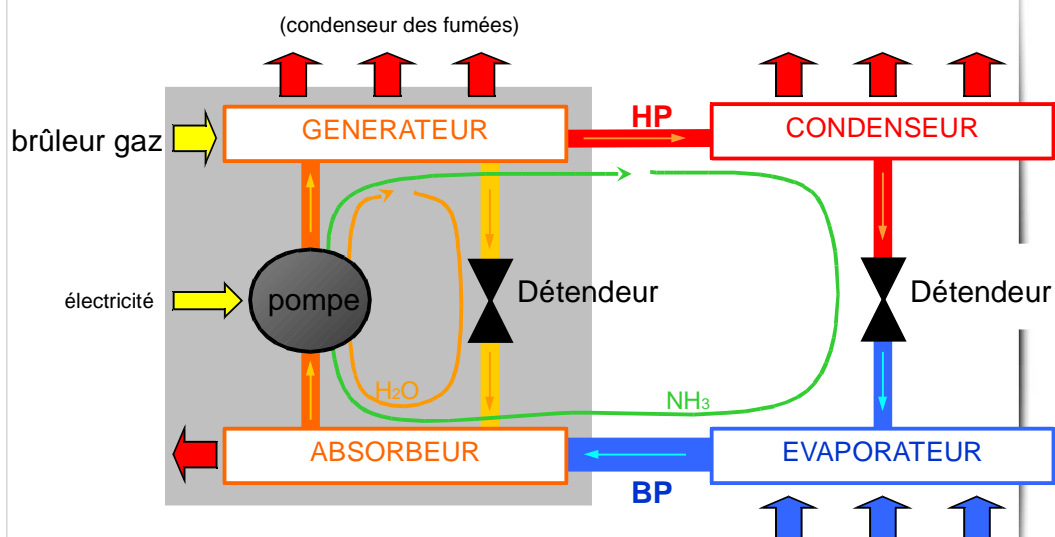 (condenseur des fumées)
brûleur gaz
GENERATEUR
HP
CONDENSEUR
électricité
pompe
Détendeur
Détendeur
H₂O
NH₃
ABSORBEUR
BP
EVAPORATEUR